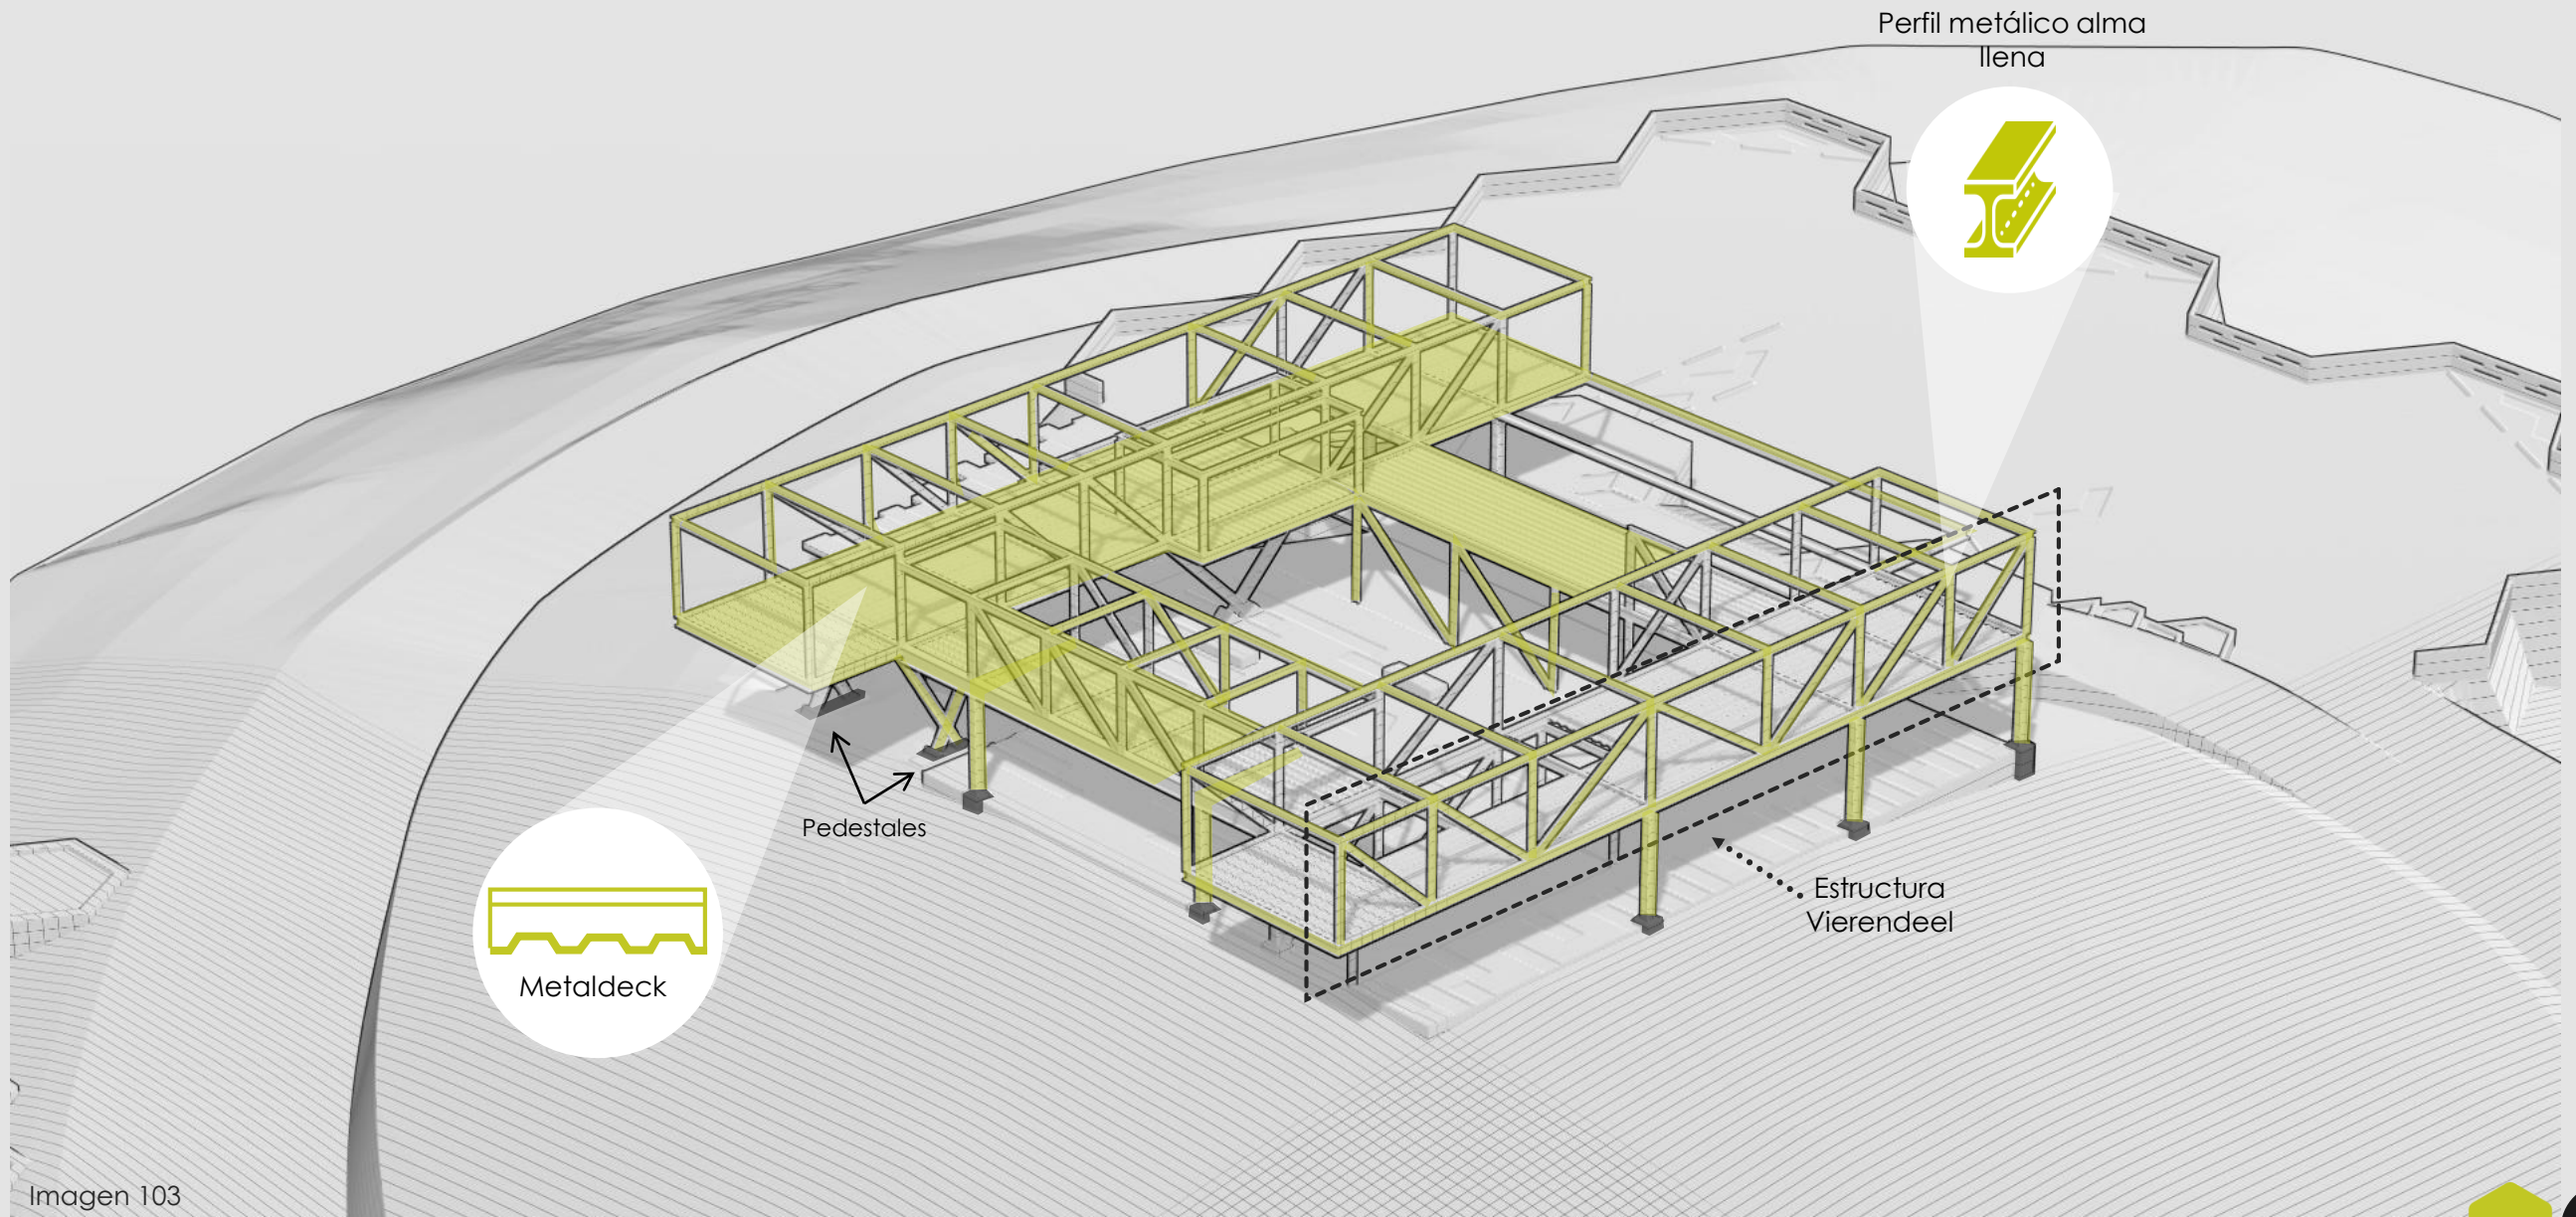 Perfil metálico alma
llena
Pedestales
Estructura
Vierendeel
Metaldeck
Imagen 103